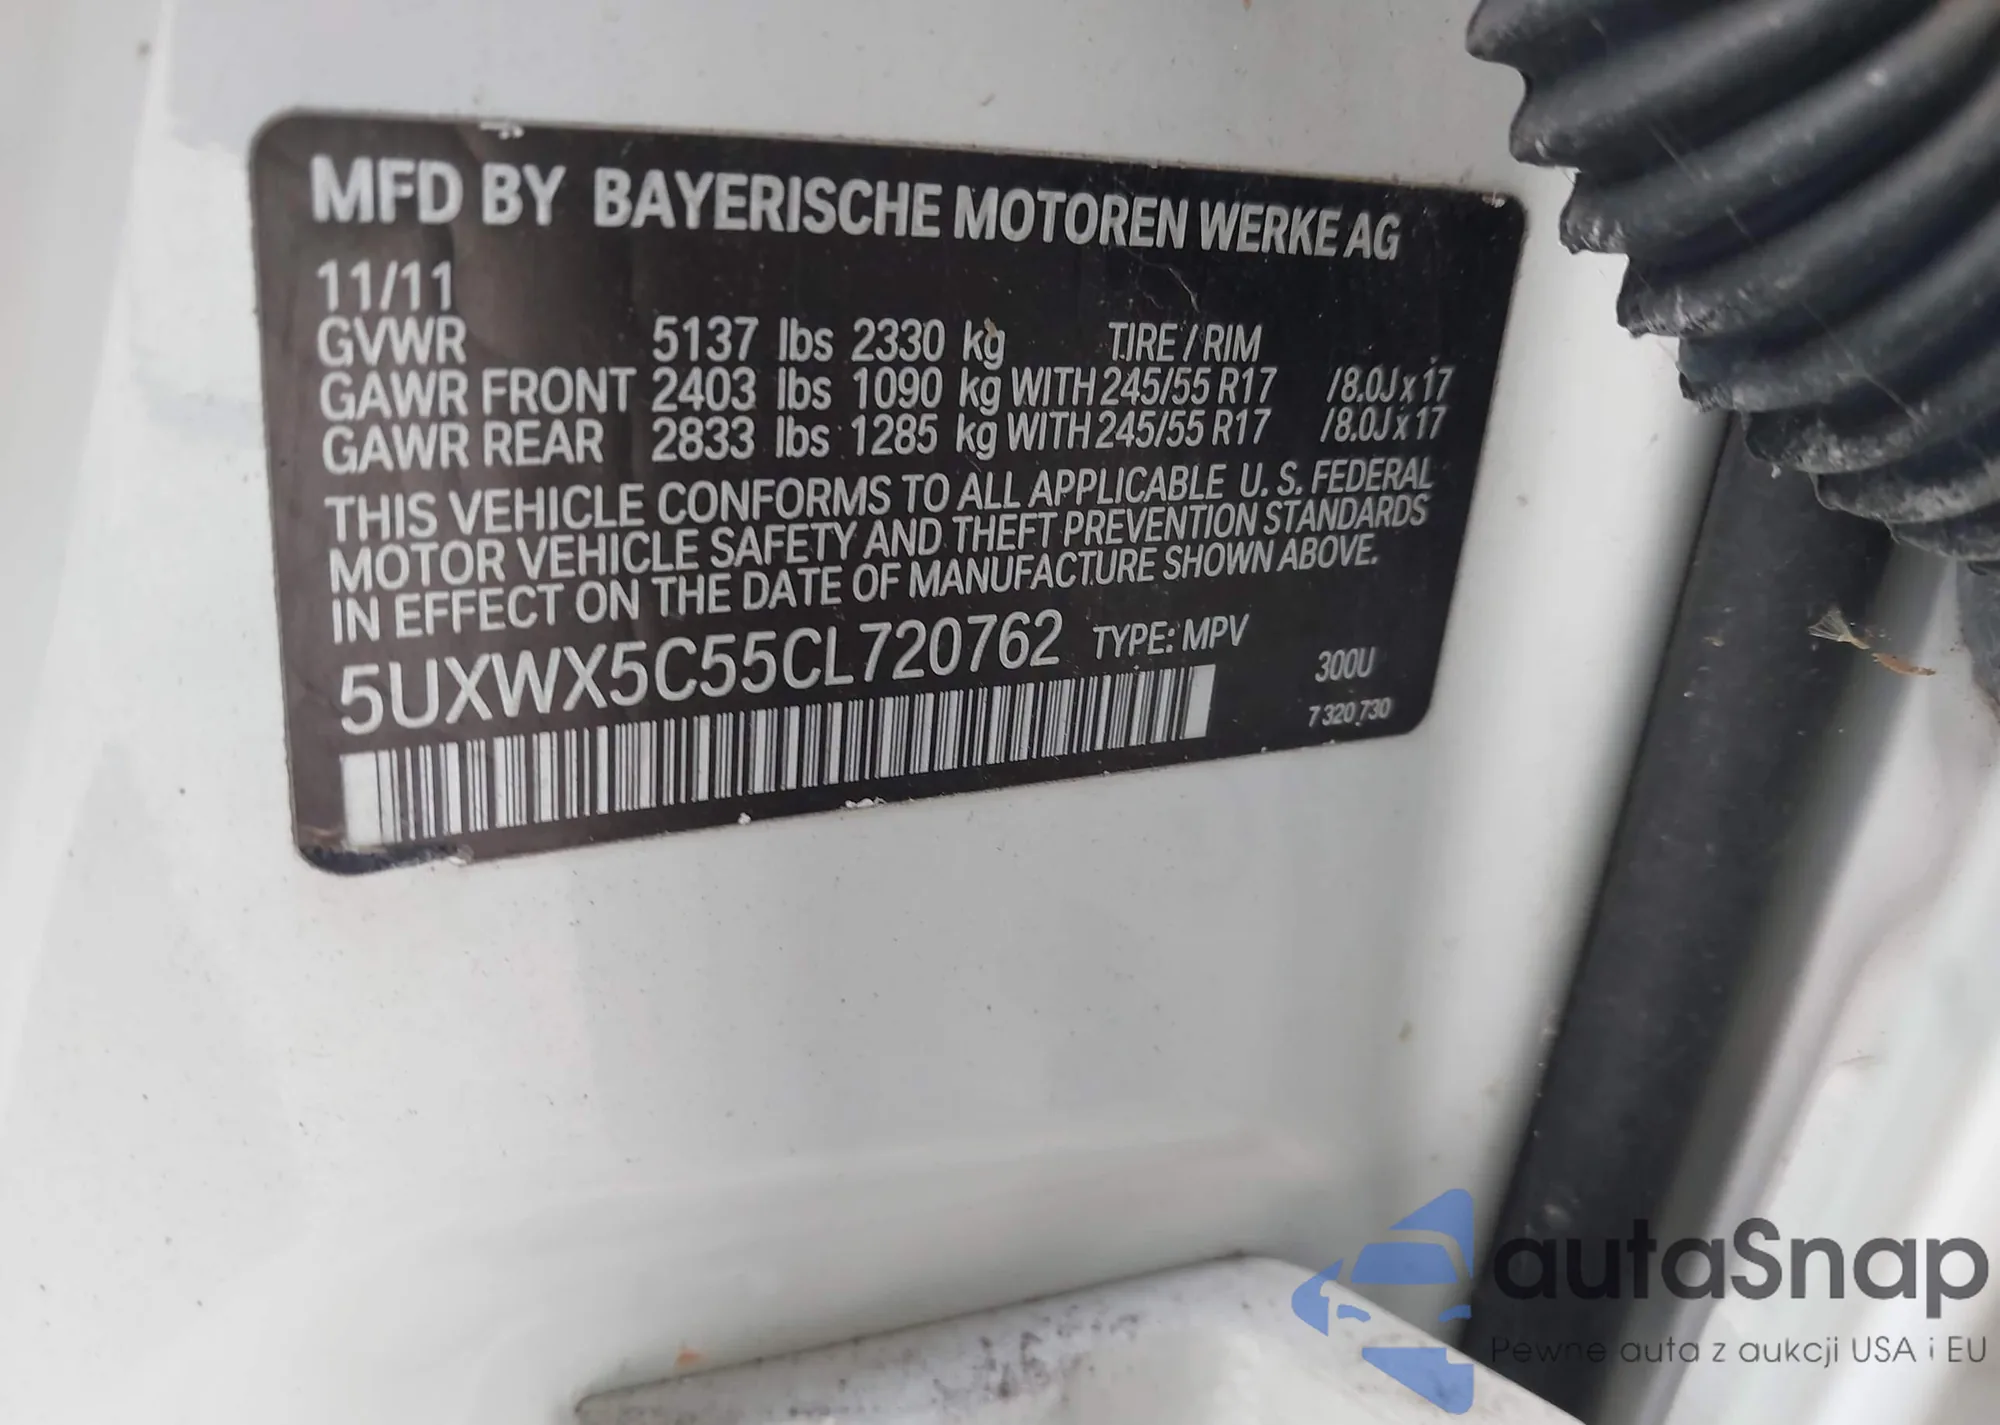 MFD BY BAYERISCHE MOTOREN WERKE AG
11/11
GVWR 5137 lbs 2330 kg TIRE / RIM
GAWR FRONT 2403 lbs 1090 kg WITH 245/55 R17 /8.0J x 17
GAWR REAR 2833 lbs 1285 kg WITH 245/55 R17 /8.0J x 17
THIS VEHICLE CONFORMS TO ALL APPLICABLE U. S. FEDERAL
MOTOR VEHICLE SAFETY AND THEFT PREVENTION STANDARDS
IN EFFECT ON THE DATE OF MANUFACTURE SHOWN ABOVE.
5UXWX5C55CL720762 TYPE: MPV
300U
7 320 730
autaSnap
Pewne auta z aukcji USA i EU